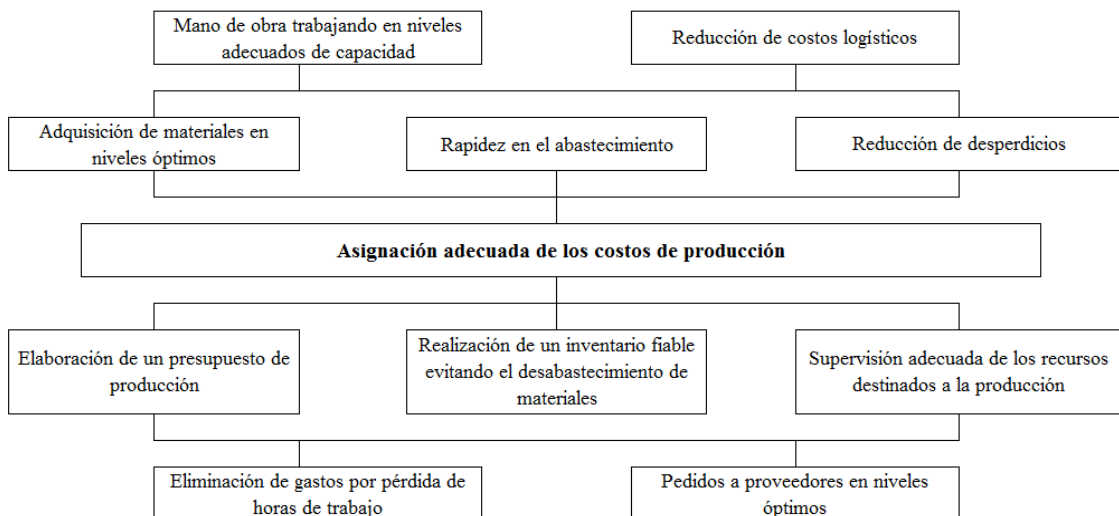 Mano de obra trabajando en niveles
adecuados de capacidad
Reducción de costos logísticos
Adquisición de materiales en
niveles óptimos
Rapidez en el abastecimiento
Reducción de desperdicios
Asignación adecuada de los costos de producción
Elaboración de un presupuesto de
producción
Realización de un inventario fiable
evitando el desabastecimiento de
materiales
Supervisión adecuada de los recursos
destinados a la producción
Eliminación de gastos por pérdida de
horas de trabajo
Pedidos a proveedores en niveles
óptimos